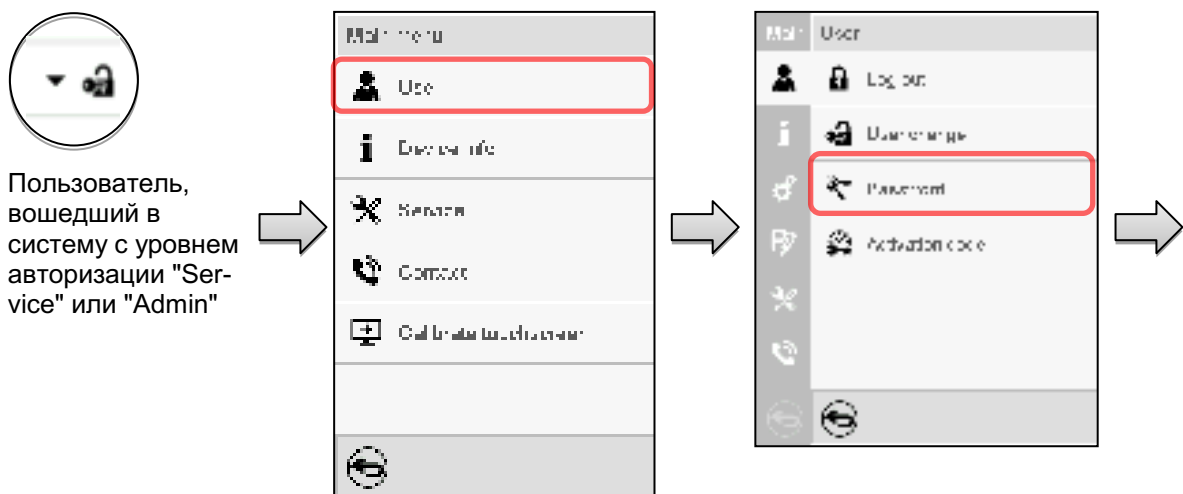 Пользователь,
вошедший в
систему с уровнем
авторизации "Ser-
vice" или "Admin"
Main menu
User
Device info
Service
Contact
Calibrate touchscreen
Main
User
Log out
User change
Password
Activation code